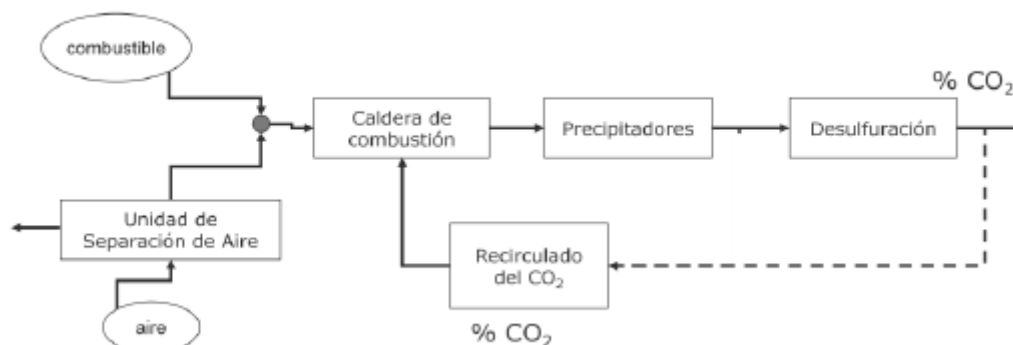 combustible
% CO₂
Caldera de
combustión
Precipitadores
Desulfuración
Unidad de
Separación de Aire
Recirculado
del CO₂
aire
% CO₂